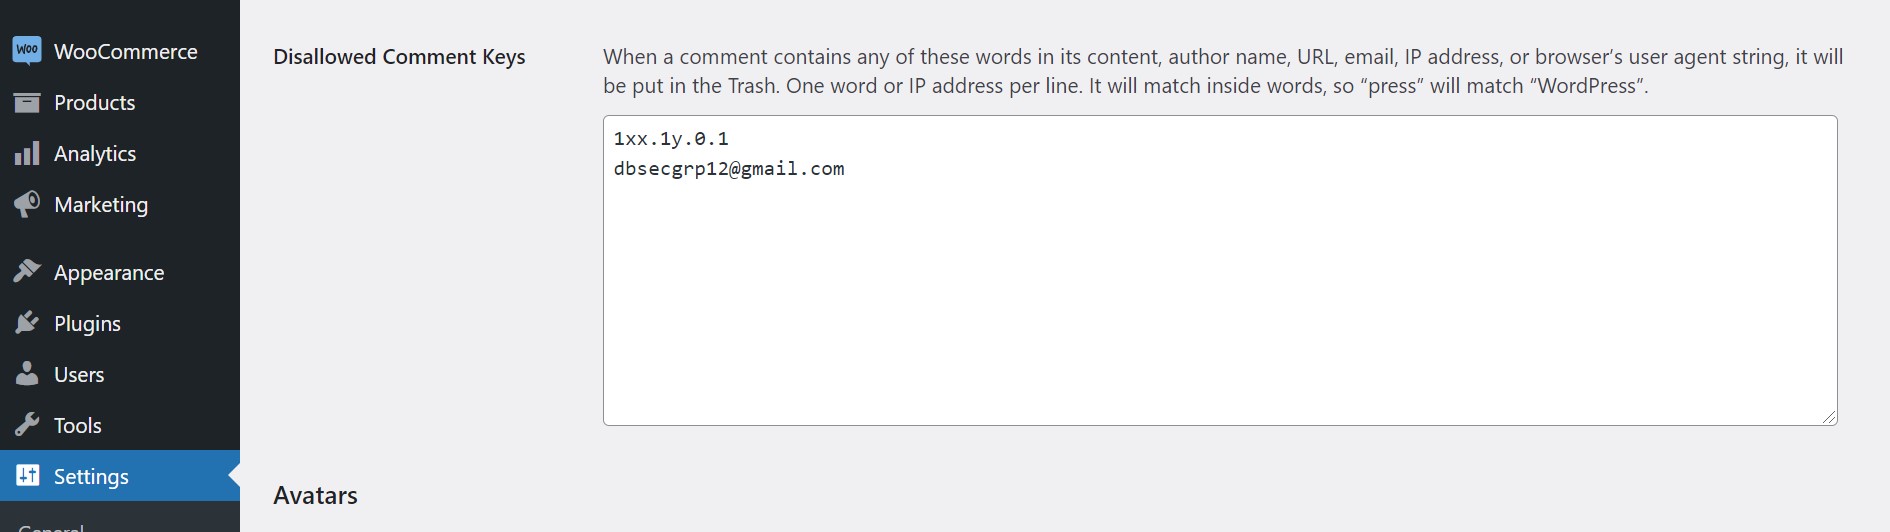 WooCommerce
Products
Analytics
Marketing
Appearance
Plugins
Users
Tools
Settings
General
Disallowed Comment Keys
When a comment contains any of these words in its content, author name, URL, email, IP address, or browser’s user agent string, it will
be put in the Trash. One word or IP address per line. It will match inside words, so “press” will match “WordPress”.
1xx.1y.0.1
dbsecgrp12@gmail.com
Avatars